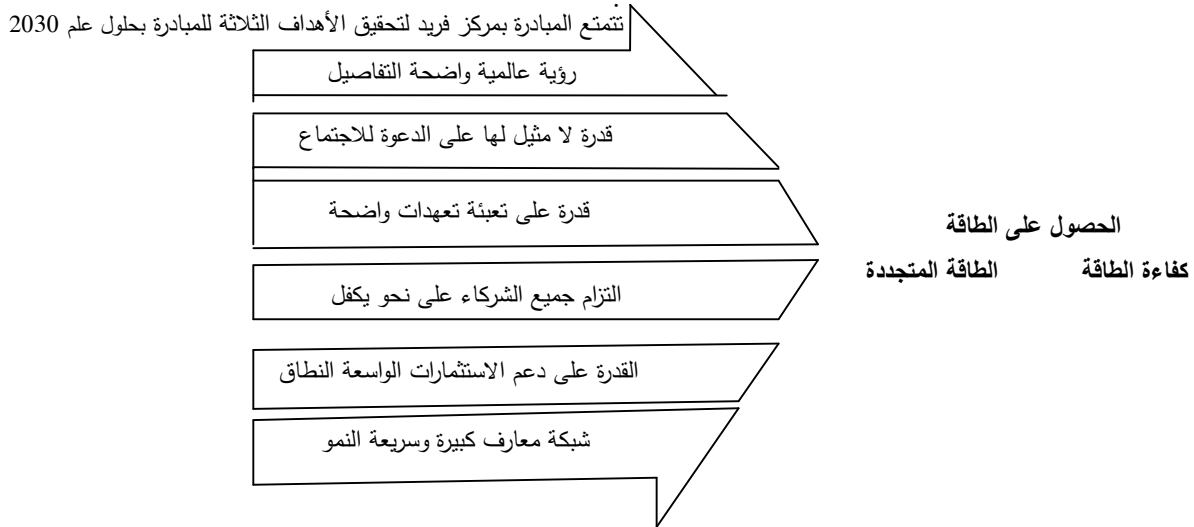 تتمتع المبادرة بمركز فريد لتحقيق الأهداف الثلاثة للمبادرة بحلول علم 2030
رؤية عالمية واضحة التفاصيل
قدرة لا مثيل لها على الدعوة للاجتماع
قدرة على تعبئة تعهدات واضحة
التزام جميع الشركاء على نحو يكفل
القدرة على دعم الاستثمارات الواسعة النطاق
شبكة معارف كبيرة وسريعة النمو
الحصول على الطاقة
كفاءة الطاقة الطاقة المتجددة